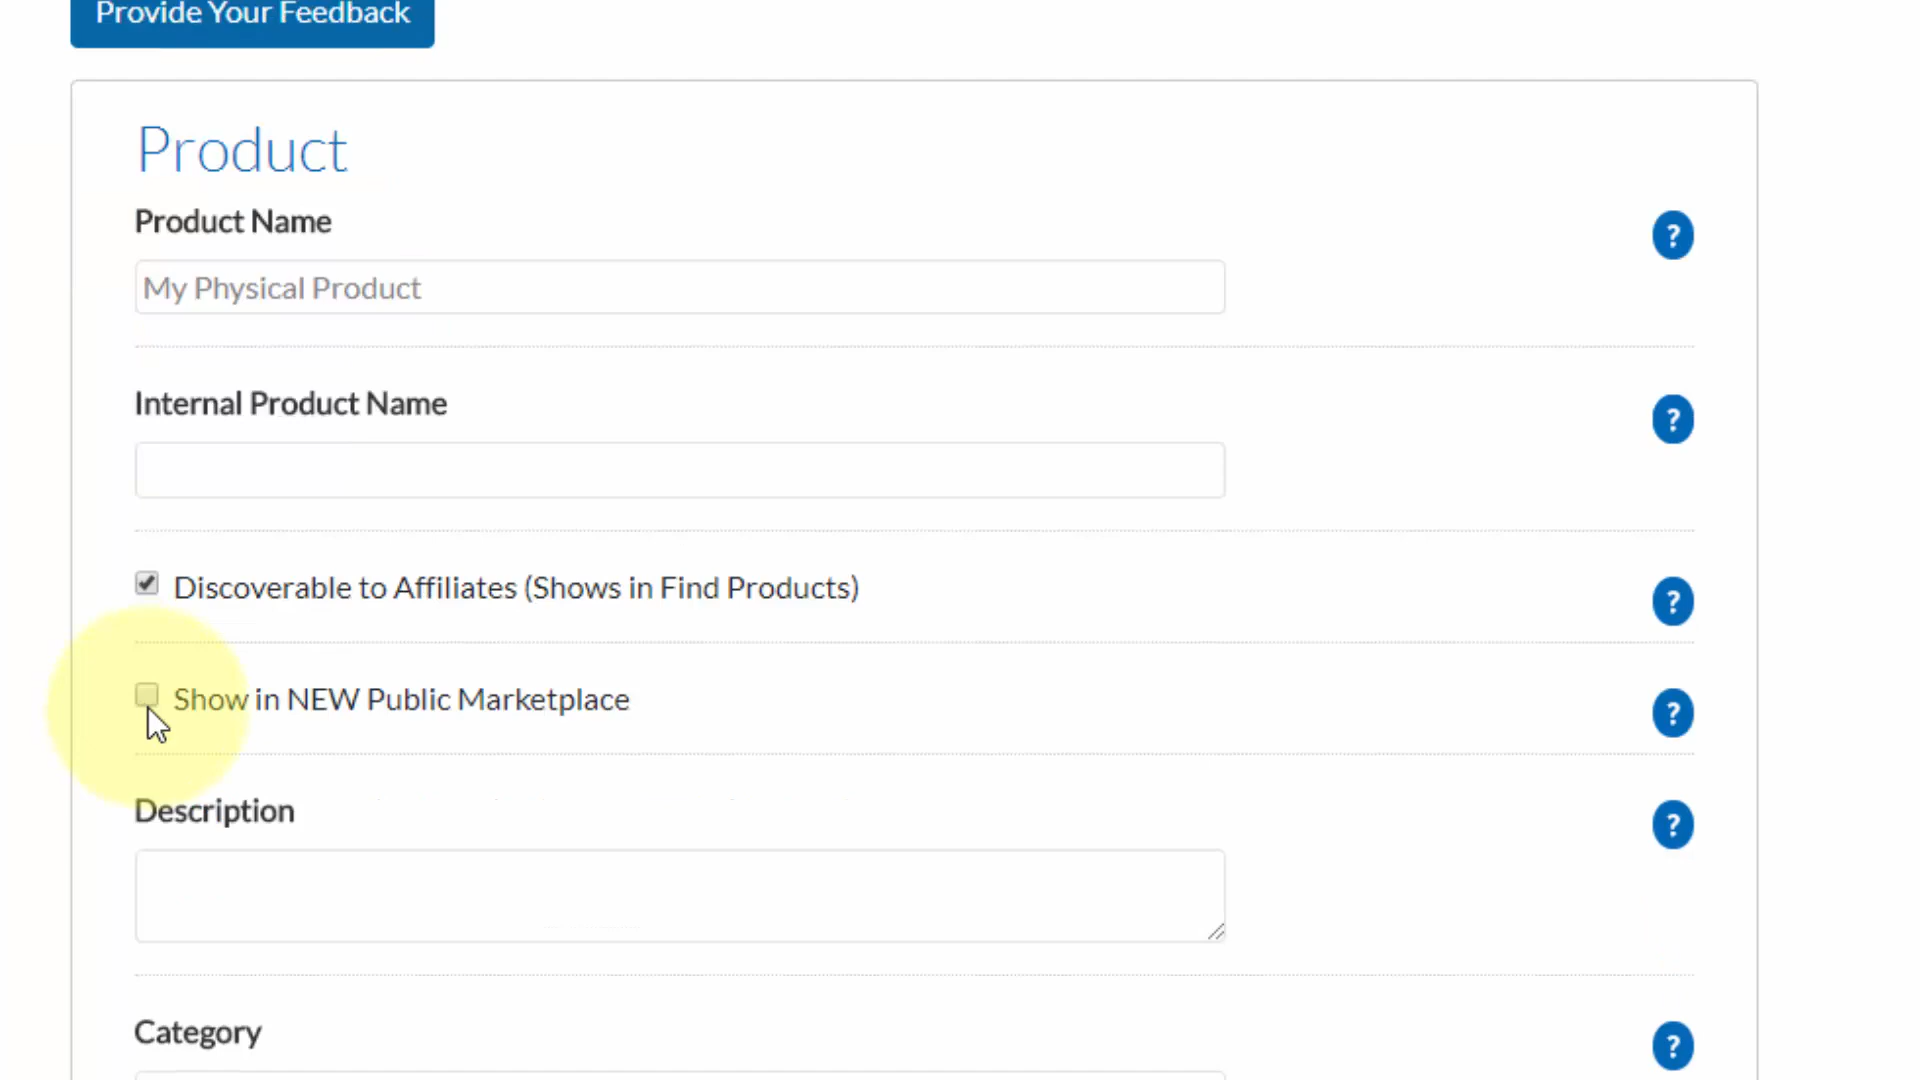 Provide Your Feedback
Product
Product Name
?
My Physical Product
Internal Product Name
?
Discoverable to Affiliates (Shows in Find Products)
?
Show in NEW Public Marketplace
?
Description
?
Category
?